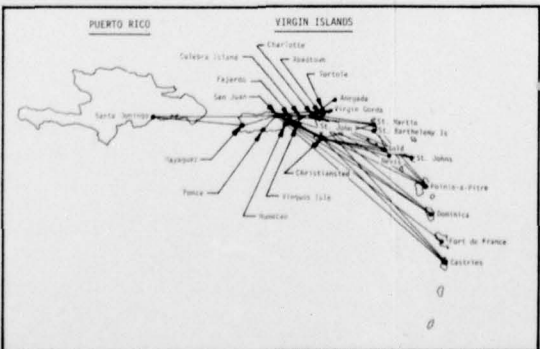 PUERTO RICO
VIRGIN ISLANDS
Charlotte
Culebra Island
Roadtown
Tortola
Fajardo
San Juan
Anegada
Virgin Gorda
Santo Domingo
St. John
St. Martin
St. Barthelemy Is
St. Johns
Mayaguez
Ponce
Christiansted
Vieques Isle
Humacao
Pointe-a-Pitre
Dominica
Fort de France
Castries